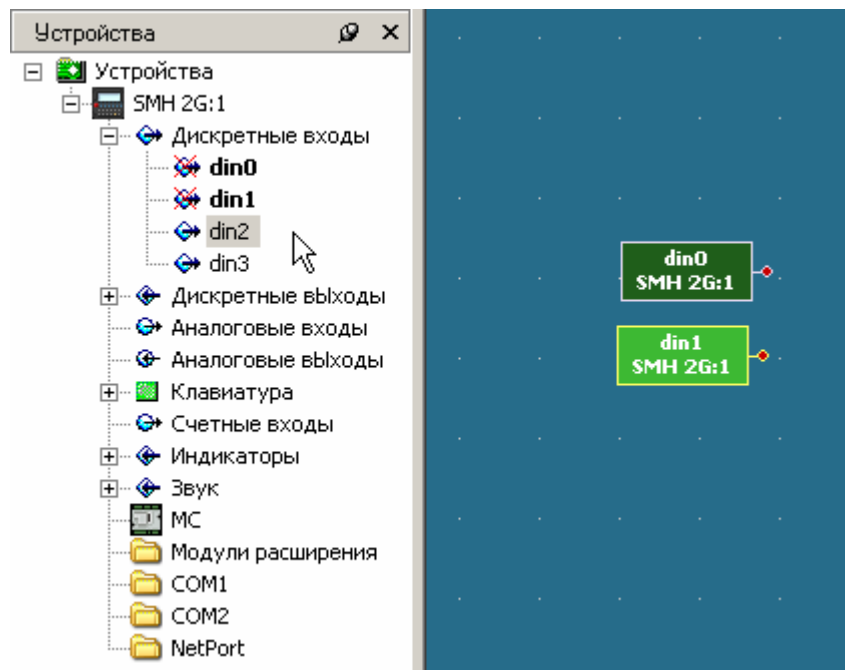 Устройства
Устройства
SMH 2G:1
Дискретные входы
din0
din1
din2
din3
Дискретные вЫходы
Аналоговые входы
Аналоговые вЫходы
Клавиатура
Счетные входы
Индикаторы
Звук
MC
Модули расширения
COM1
COM2
NetPort
din0
SMH 2G:1
din1
SMH 2G:1